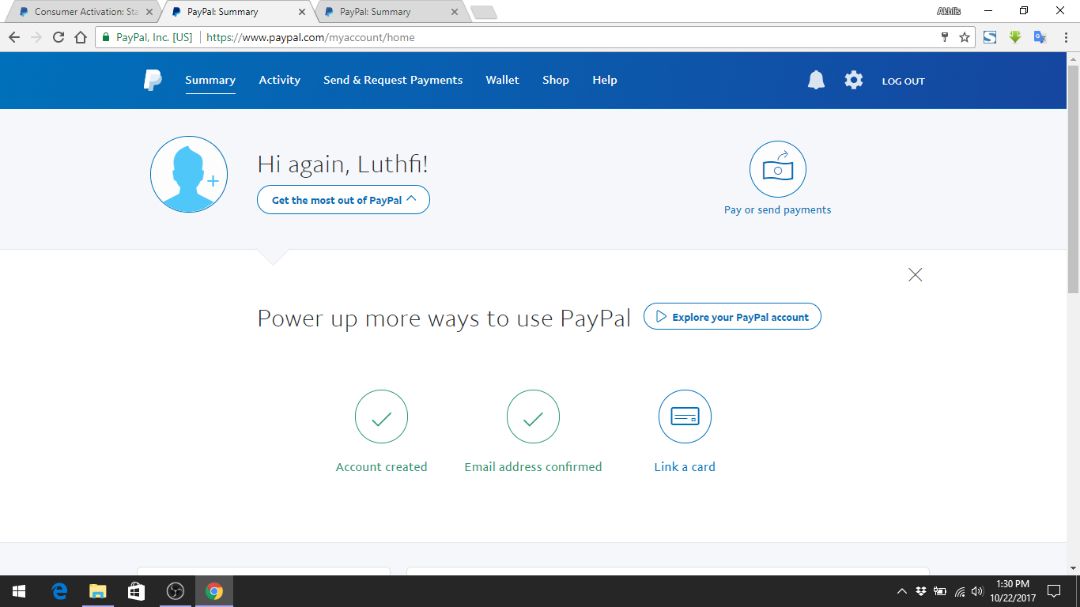 Consumer Activation: Sta
PayPal: Summary
PayPal: Summary
Akhlis
PayPal, Inc. [US]
https://www.paypal.com/myaccount/home
Summary
Activity
Send & Request Payments
Wallet
Shop
Help
LOG OUT
Hi again, Luthfi!
Get the most out of PayPal
Pay or send payments
Power up more ways to use PayPal
Explore your PayPal account
Account created
Email address confirmed
Link a card
1:30 PM
10/22/2017